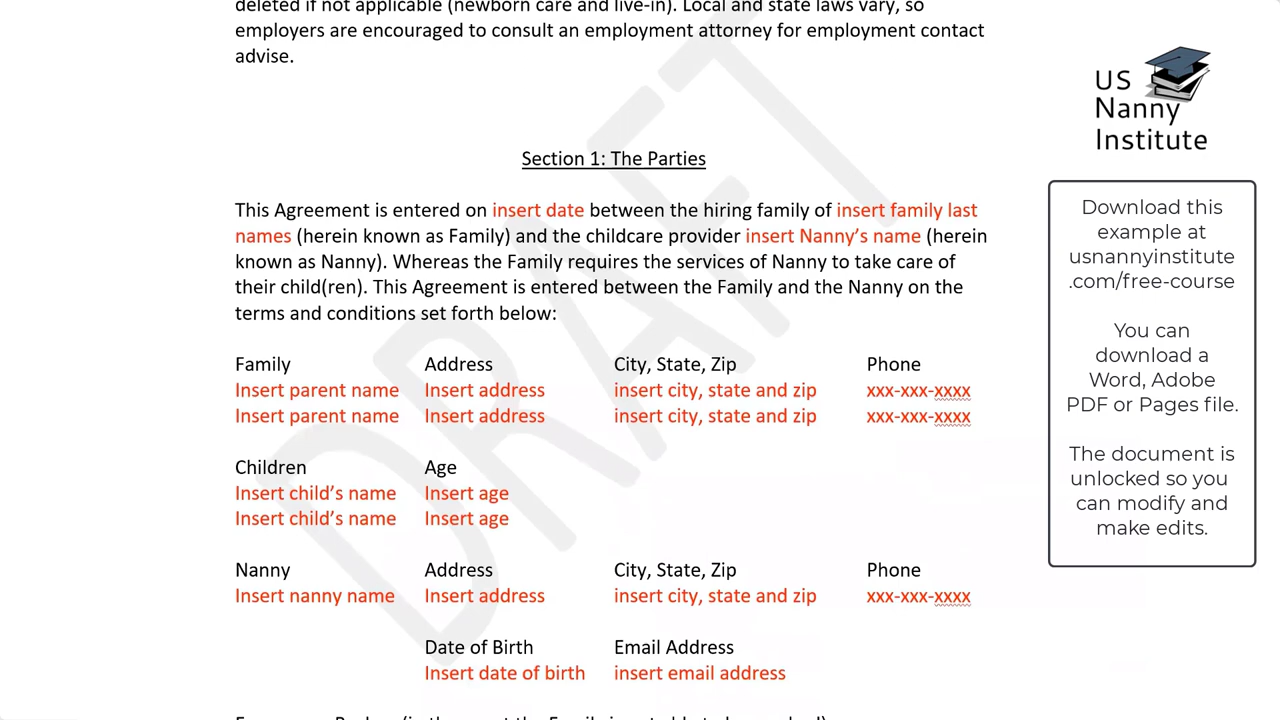 deleted if not applicable (newborn care and live-in). Local and state laws vary, so
employers are encouraged to consult an employment attorney for employment contact
advise.
Section 1: The Parties
This Agreement is entered on insert date between the hiring family of insert family last
names (herein known as Family) and the childcare provider insert Nanny’s name (herein
known as Nanny). Whereas the Family requires the services of Nanny to take care of
their child(ren). This Agreement is entered between the Family and the Nanny on the
terms and conditions set forth below:
Family Address City, State, Zip Phone
Insert parent name Insert address insert city, state and zip xxx-xxx-xxxx
Insert parent name Insert address insert city, state and zip xxx-xxx-xxxx
Children Age
Insert child’s name Insert age
Insert child’s name Insert age
Nanny Address City, State, Zip Phone
Insert nanny name Insert address insert city, state and zip xxx-xxx-xxxx
Date of Birth Email Address
Insert date of birth insert email address
DRAFT
US
Nanny
Institute
Download this
example at
usnannyinstitute
.com/free-course
You can
download a
Word, Adobe
PDF or Pages file.
The document is
unlocked so you
can modify and
make edits.